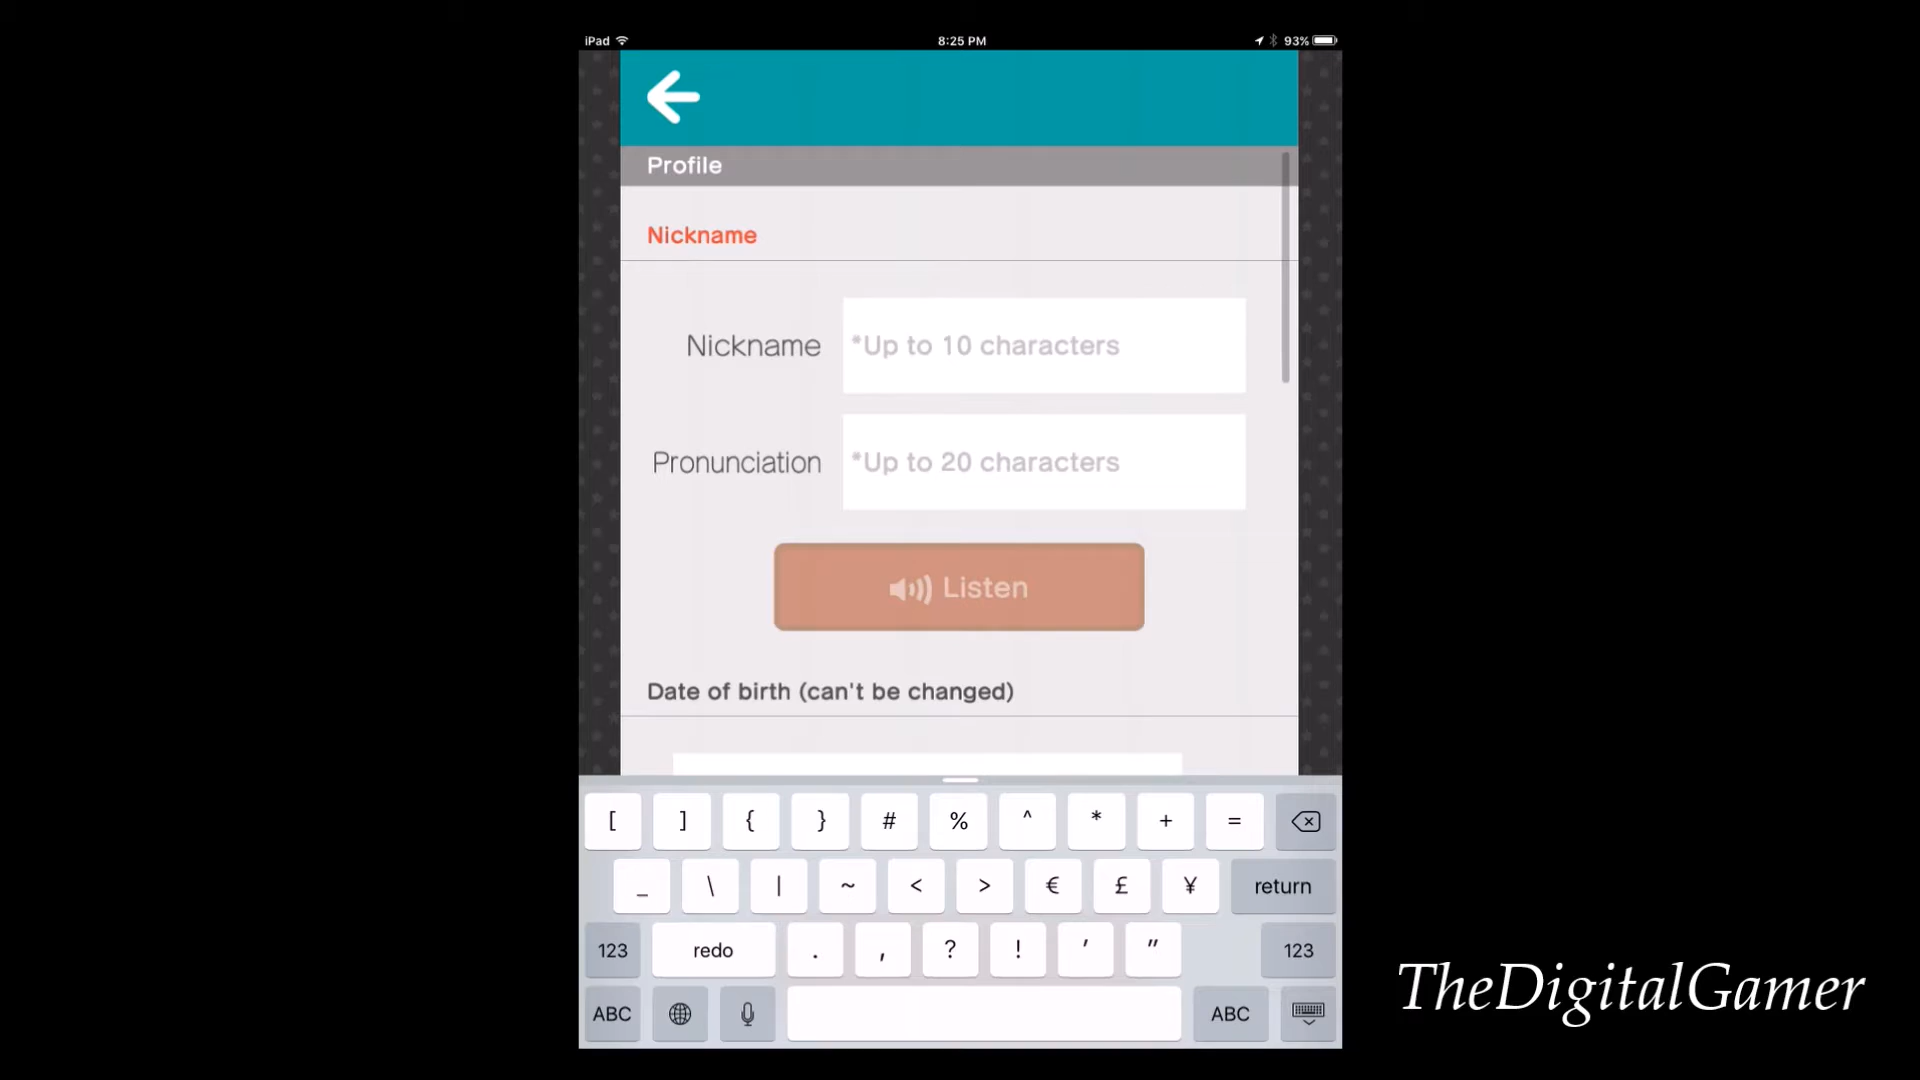 iPad 8:25 PM 93%
Profile
Nickname
Nickname *Up to 10 characters
Pronunciation *Up to 20 characters
Listen
Date of birth (can't be changed)
[ ] { } # % ^ * + =
_ \ | ~ < > € £ ¥ return
123 redo . , ? ! ' " 123
ABC ABC
TheDigitalGamer